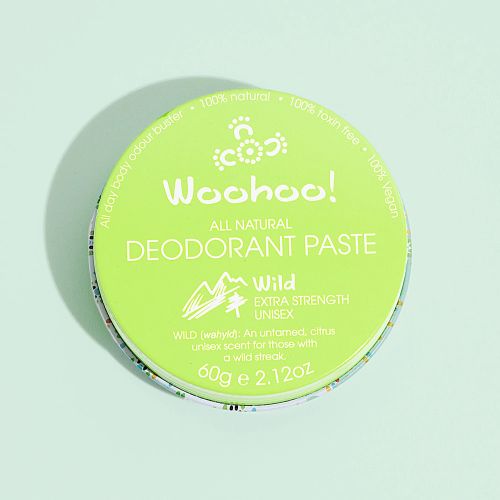 All day body odour buster • 100% natural • 100% toxin free • 100% vegan
Woohoo!
ALL NATURAL
DEODORANT PASTE
Wild
EXTRA STRENGTH
UNISEX
WILD (wahyld): An untamed, citrus
unisex scent for those with
a wild streak.
60g e 2.12oz